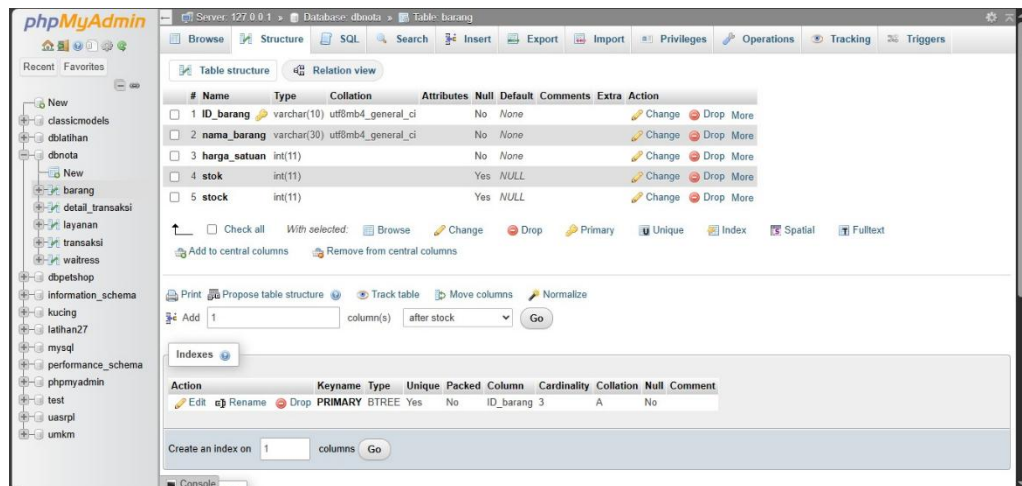 phpMyAdmin
Recent Favorites
New
classicmodels
dblatihan
dbnota
New
barang
detail_transaksi
layanan
transaksi
waitress
dbpetshop
information_schema
kucing
latihan27
mysql
performance_schema
phpmyadmin
test
uasrpl
umkm
Server: 127.0.0.1 » Database: dbnota » Table: barang
Browse Structure SQL Search Insert Export Import Privileges Operations Tracking Triggers
Table structure Relation view
# Name Type Collation Attributes Null Default Comments Extra Action
1 ID_barang varchar(10) utf8mb4_general_ci No None Change Drop More
2 nama_barang varchar(30) utf8mb4_general_ci No None Change Drop More
3 harga_satuan int(11) No None Change Drop More
4 stok int(11) Yes NULL Change Drop More
5 stock int(11) Yes NULL Change Drop More
Check all With selected: Browse Change Drop Primary Unique Index Spatial Fulltext
Add to central columns Remove from central columns
Print Propose table structure Track table Move columns Normalize
Add 1 column(s) after stock Go
Indexes
Action Keyname Type Unique Packed Column Cardinality Collation Null Comment
Edit Rename Drop PRIMARY BTREE Yes No ID_barang 3 A No
Create an index on 1 columns Go
Console